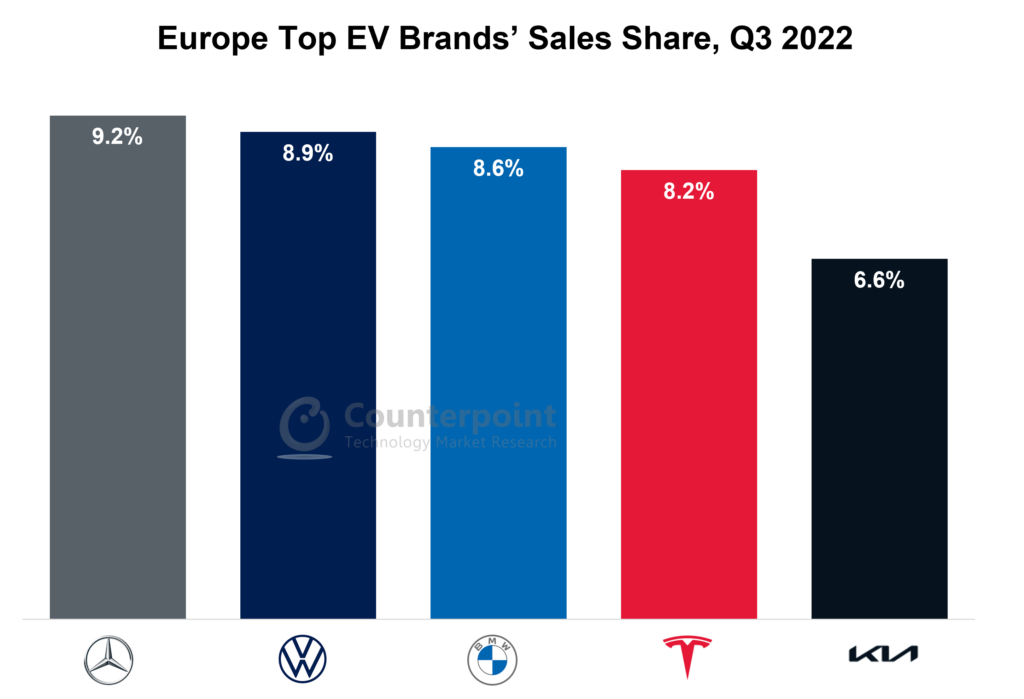 Europe Top EV Brands’ Sales Share, Q3 2022
9.2%
8.9%
8.6%
8.2%
6.6%
Counterpoint
Technology Market Research
BMW
KIA